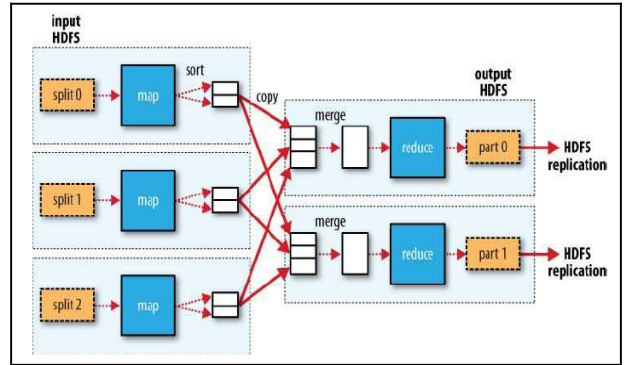 input
HDFS
output
HDFS
sort
copy
split 0
map
merge
reduce
part 0
HDFS
replication
split 1
map
merge
reduce
part 1
HDFS
replication
split 2
map